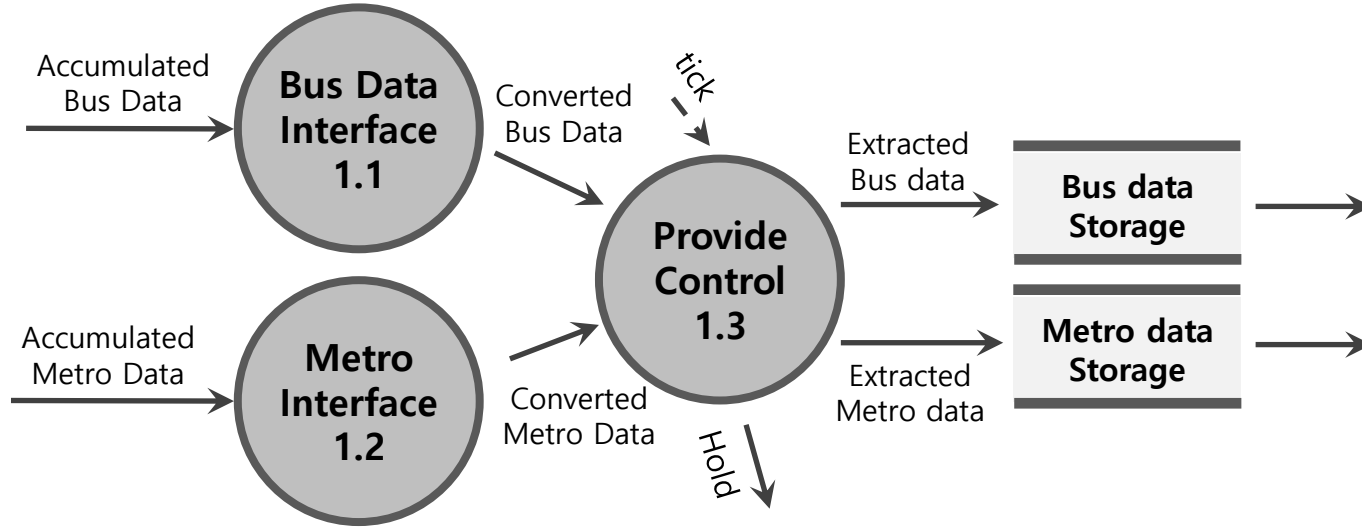 Accumulated
Bus Data
Bus Data
Interface
1.1
Converted
Bus Data
tick
Extracted
Bus data
Bus data
Storage
Provide
Control
1.3
Accumulated
Metro Data
Metro
Interface
1.2
Converted
Metro Data
Hold
Extracted
Metro data
Metro data
Storage